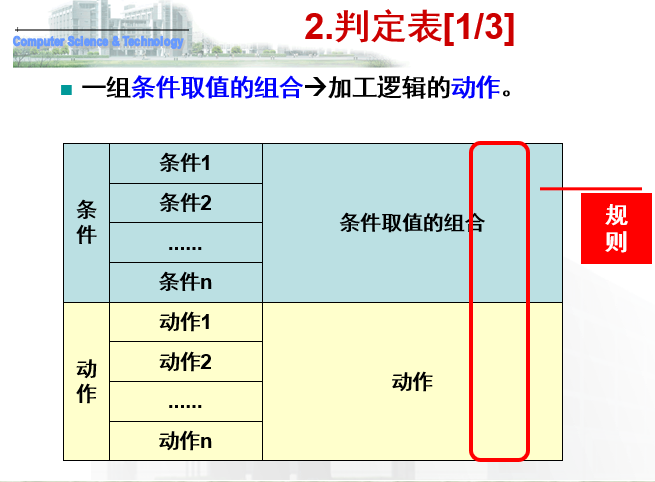 Computer Science & Technology
2.判定表[1/3]
一组条件取值的组合→加工逻辑的动作。
条件
条件1
条件2
......
条件n
条件取值的组合
规则
动作
动作1
动作2
......
动作n
动作